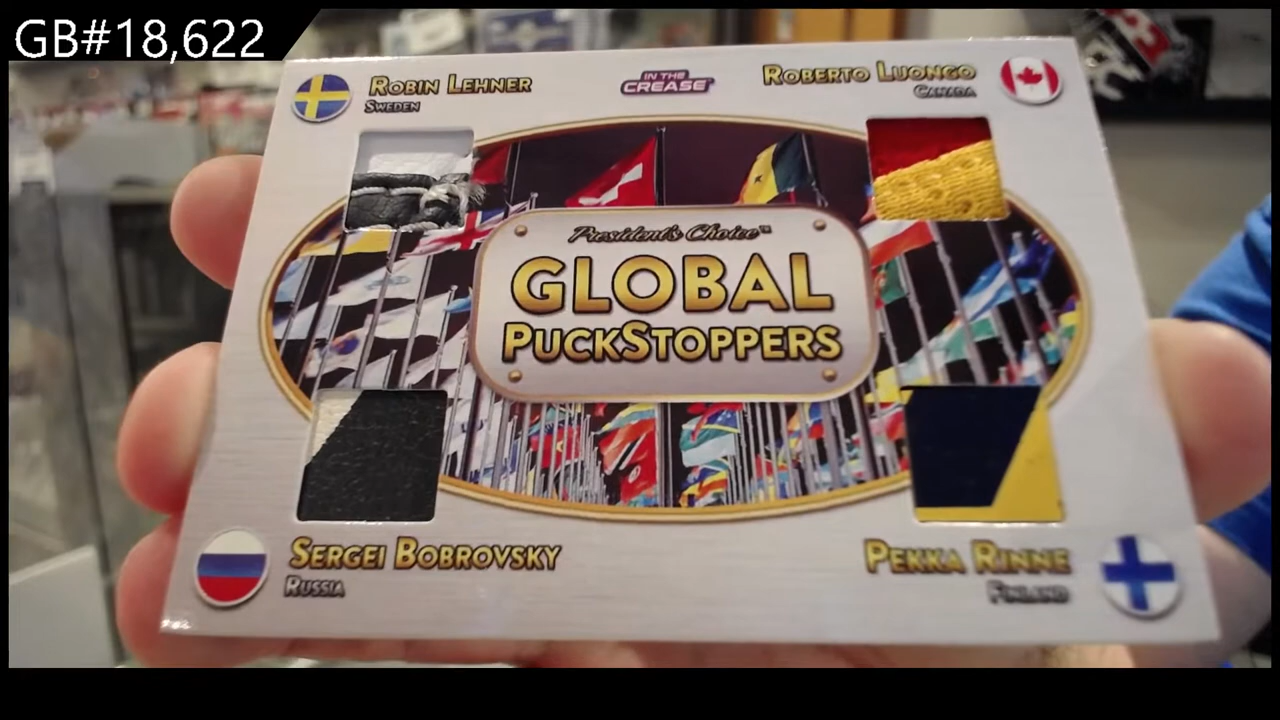 GB#18,622
Robin Lehner
Sweden
IN THE
CREASE
Roberto Luongo
Canada
President's Choice™
GLOBAL
PuckStoppers
Sergei Bobrovsky
Russia
Pekka Rinne
Finland